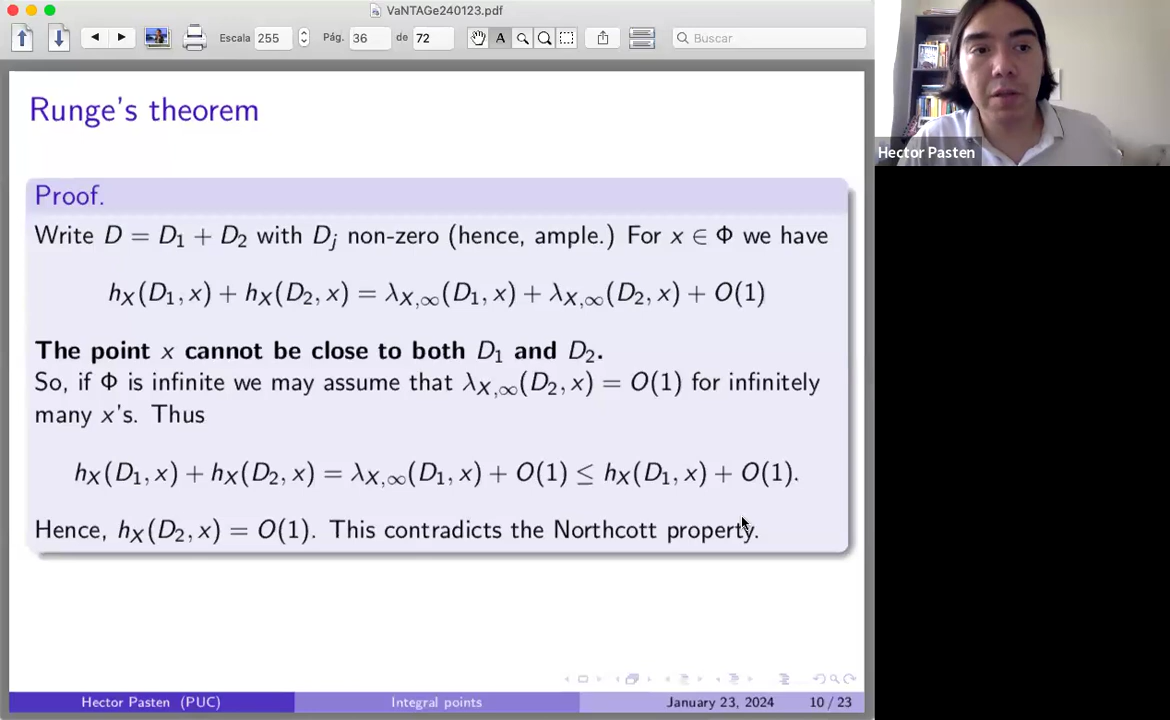 VaNTAGe240123.pdf
Escala 255 Pág. 36 de 72 A Buscar
Runge's theorem
Proof.
Write D = D₁ + D₂ with Dⱼ non-zero (hence, ample.) For x ∈ Φ we have
h_X(D₁, x) + h_X(D₂, x) = λ_{X,∞}(D₁, x) + λ_{X,∞}(D₂, x) + O(1)
The point x cannot be close to both D₁ and D₂.
So, if Φ is infinite we may assume that λ_{X,∞}(D₂, x) = O(1) for infinitely
many x's. Thus
h_X(D₁, x) + h_X(D₂, x) = λ_{X,∞}(D₁, x) + O(1) ≤ h_X(D₁, x) + O(1).
Hence, h_X(D₂, x) = O(1). This contradicts the Northcott property.
Hector Pasten (PUC) Integral points January 23, 2024 10 / 23
Hector Pasten